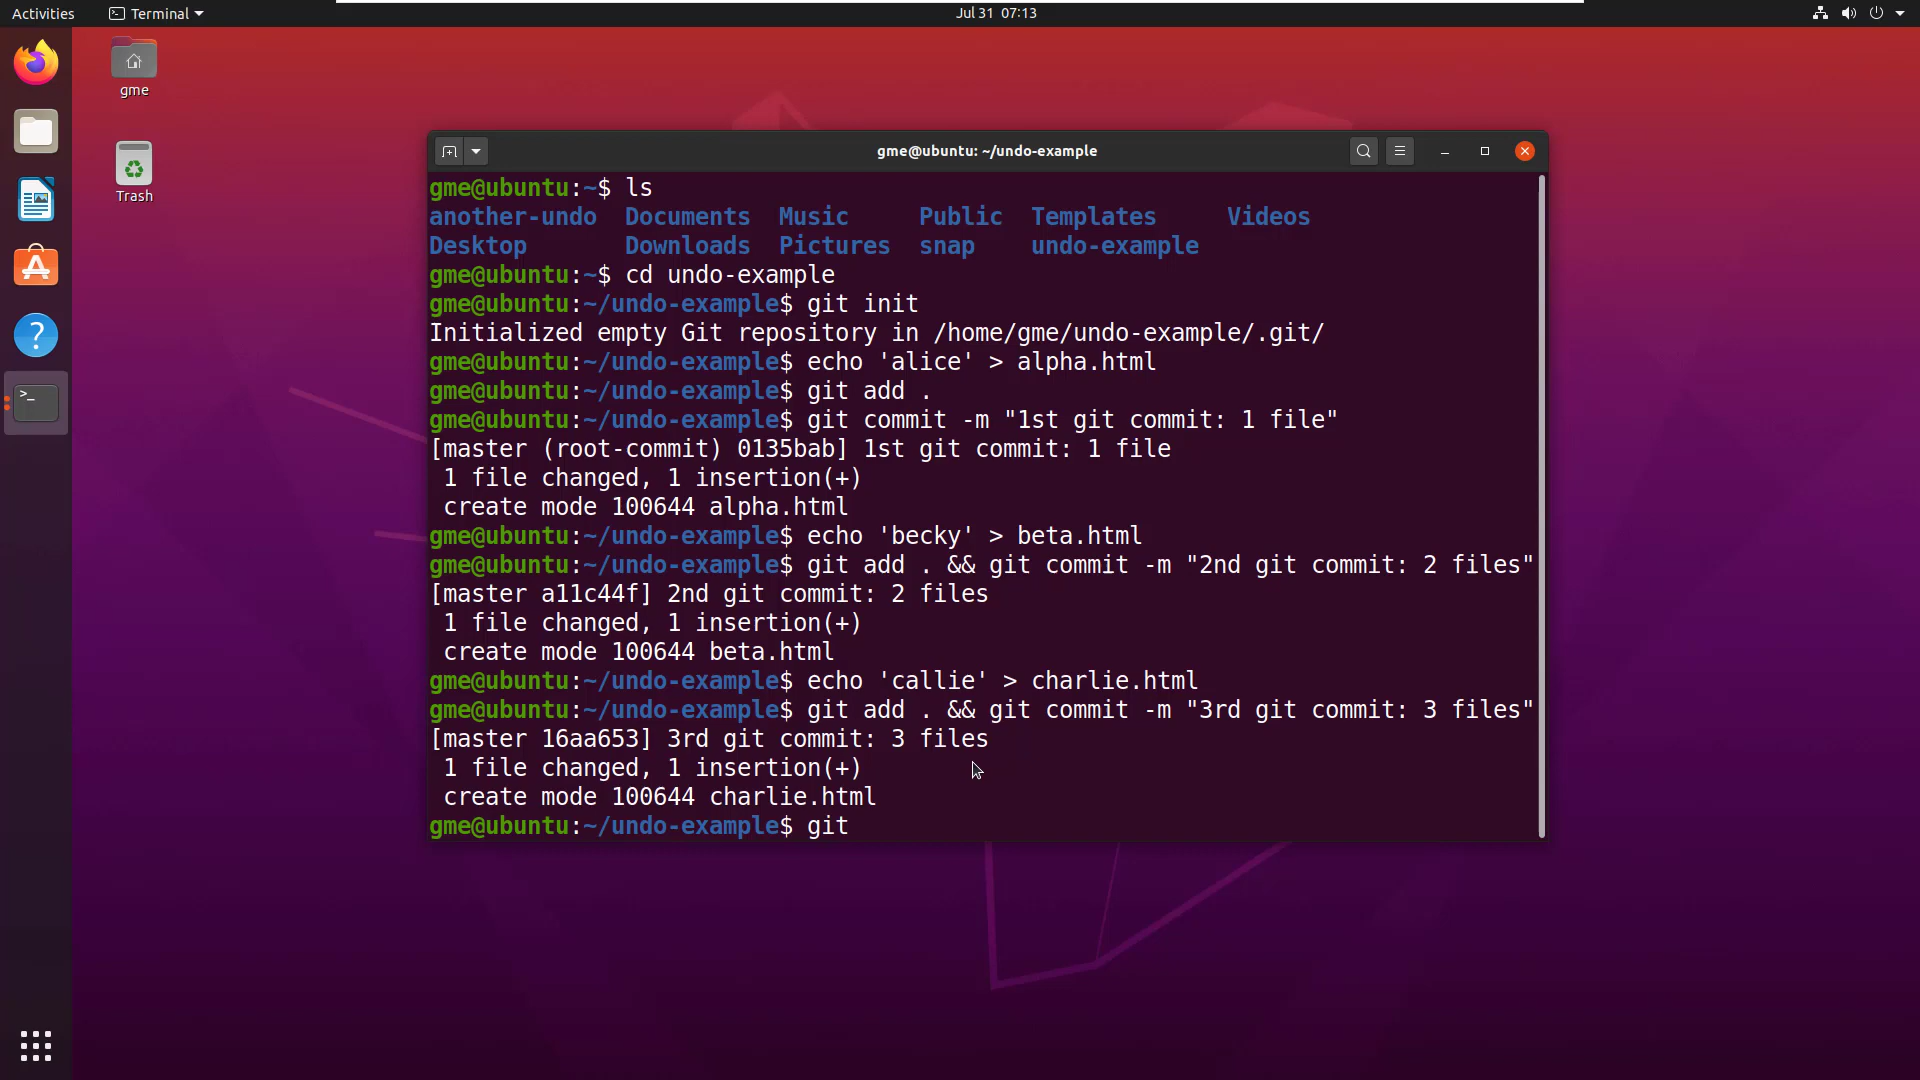 Activities
Terminal
Jul 31 07:13
gme
Trash
gme@ubuntu: ~/undo-example
gme@ubuntu:~$ ls
another-undo Documents Music Public Templates Videos
Desktop Downloads Pictures snap undo-example
gme@ubuntu:~$ cd undo-example
gme@ubuntu:~/undo-example$ git init
Initialized empty Git repository in /home/gme/undo-example/.git/
gme@ubuntu:~/undo-example$ echo 'alice' > alpha.html
gme@ubuntu:~/undo-example$ git add .
gme@ubuntu:~/undo-example$ git commit -m "1st git commit: 1 file"
[master (root-commit) 0135bab] 1st git commit: 1 file
 1 file changed, 1 insertion(+)
 create mode 100644 alpha.html
gme@ubuntu:~/undo-example$ echo 'becky' > beta.html
gme@ubuntu:~/undo-example$ git add . && git commit -m "2nd git commit: 2 files"
[master a11c44f] 2nd git commit: 2 files
 1 file changed, 1 insertion(+)
 create mode 100644 beta.html
gme@ubuntu:~/undo-example$ echo 'callie' > charlie.html
gme@ubuntu:~/undo-example$ git add . && git commit -m "3rd git commit: 3 files"
[master 16aa653] 3rd git commit: 3 files
 1 file changed, 1 insertion(+)
 create mode 100644 charlie.html
gme@ubuntu:~/undo-example$ git